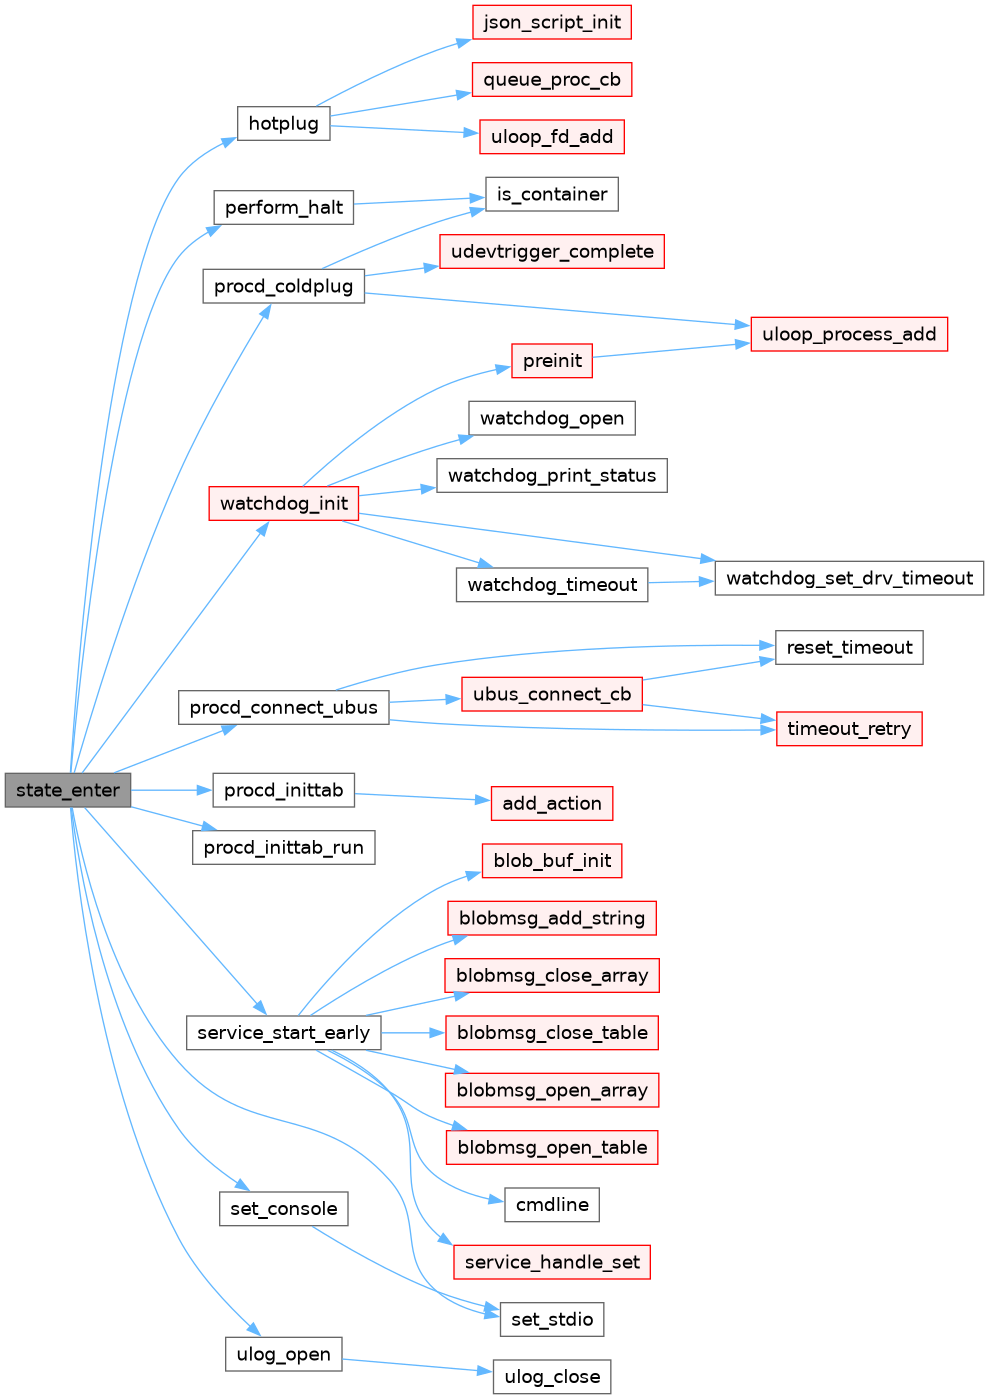 json_script_init
queue_proc_cb
hotplug
uloop_fd_add
is_container
perform_halt
udevtrigger_complete
procd_coldplug
uloop_process_add
preinit
watchdog_open
watchdog_print_status
watchdog_init
watchdog_set_drv_timeout
watchdog_timeout
reset_timeout
ubus_connect_cb
procd_connect_ubus
timeout_retry
state_enter
procd_inittab
add_action
procd_inittab_run
blob_buf_init
blobmsg_add_string
blobmsg_close_array
service_start_early
blobmsg_close_table
blobmsg_open_array
blobmsg_open_table
cmdline
set_console
service_handle_set
set_stdio
ulog_open
ulog_close